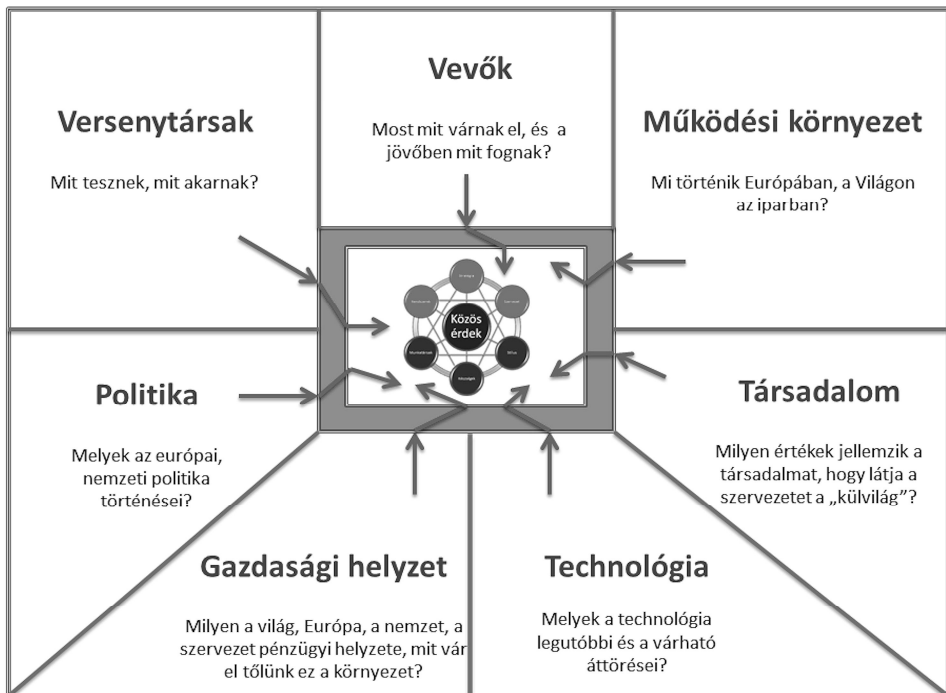 Vevők
Most mit várnak el, és a
jövőben mit fognak?
Versenytársak
Mit tesznek, mit akarnak?
Működési környezet
Mi történik Európában, a Világon
az iparban?
Közös
érdek
Politika
Melyek az európai,
nemzeti politika
történései?
Társadalom
Milyen értékek jellemzik a
társadalmat, hogy látja a
szervezetet a „külvilág”?
Gazdasági helyzet
Milyen a világ, Európa, a nemzet, a
szervezet pénzügyi helyzete, mit vár
el tőlünk ez a környezet?
Technológia
Melyek a technológia
legutóbbi és a várható
áttörései?